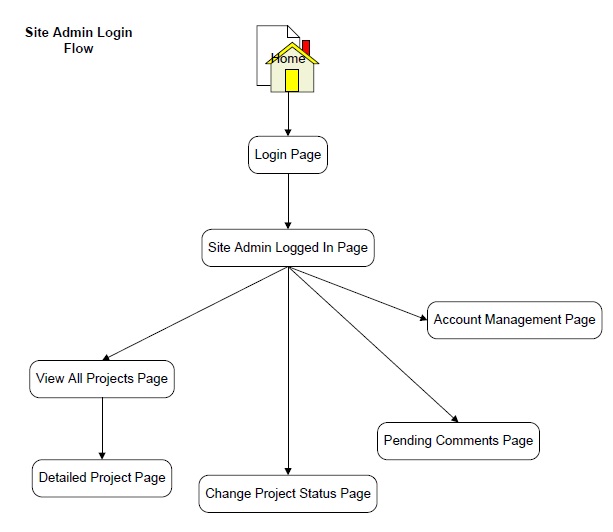 Site Admin Login
Flow
Home
Login Page
Site Admin Logged In Page
Account Management Page
View All Projects Page
Pending Comments Page
Detailed Project Page
Change Project Status Page